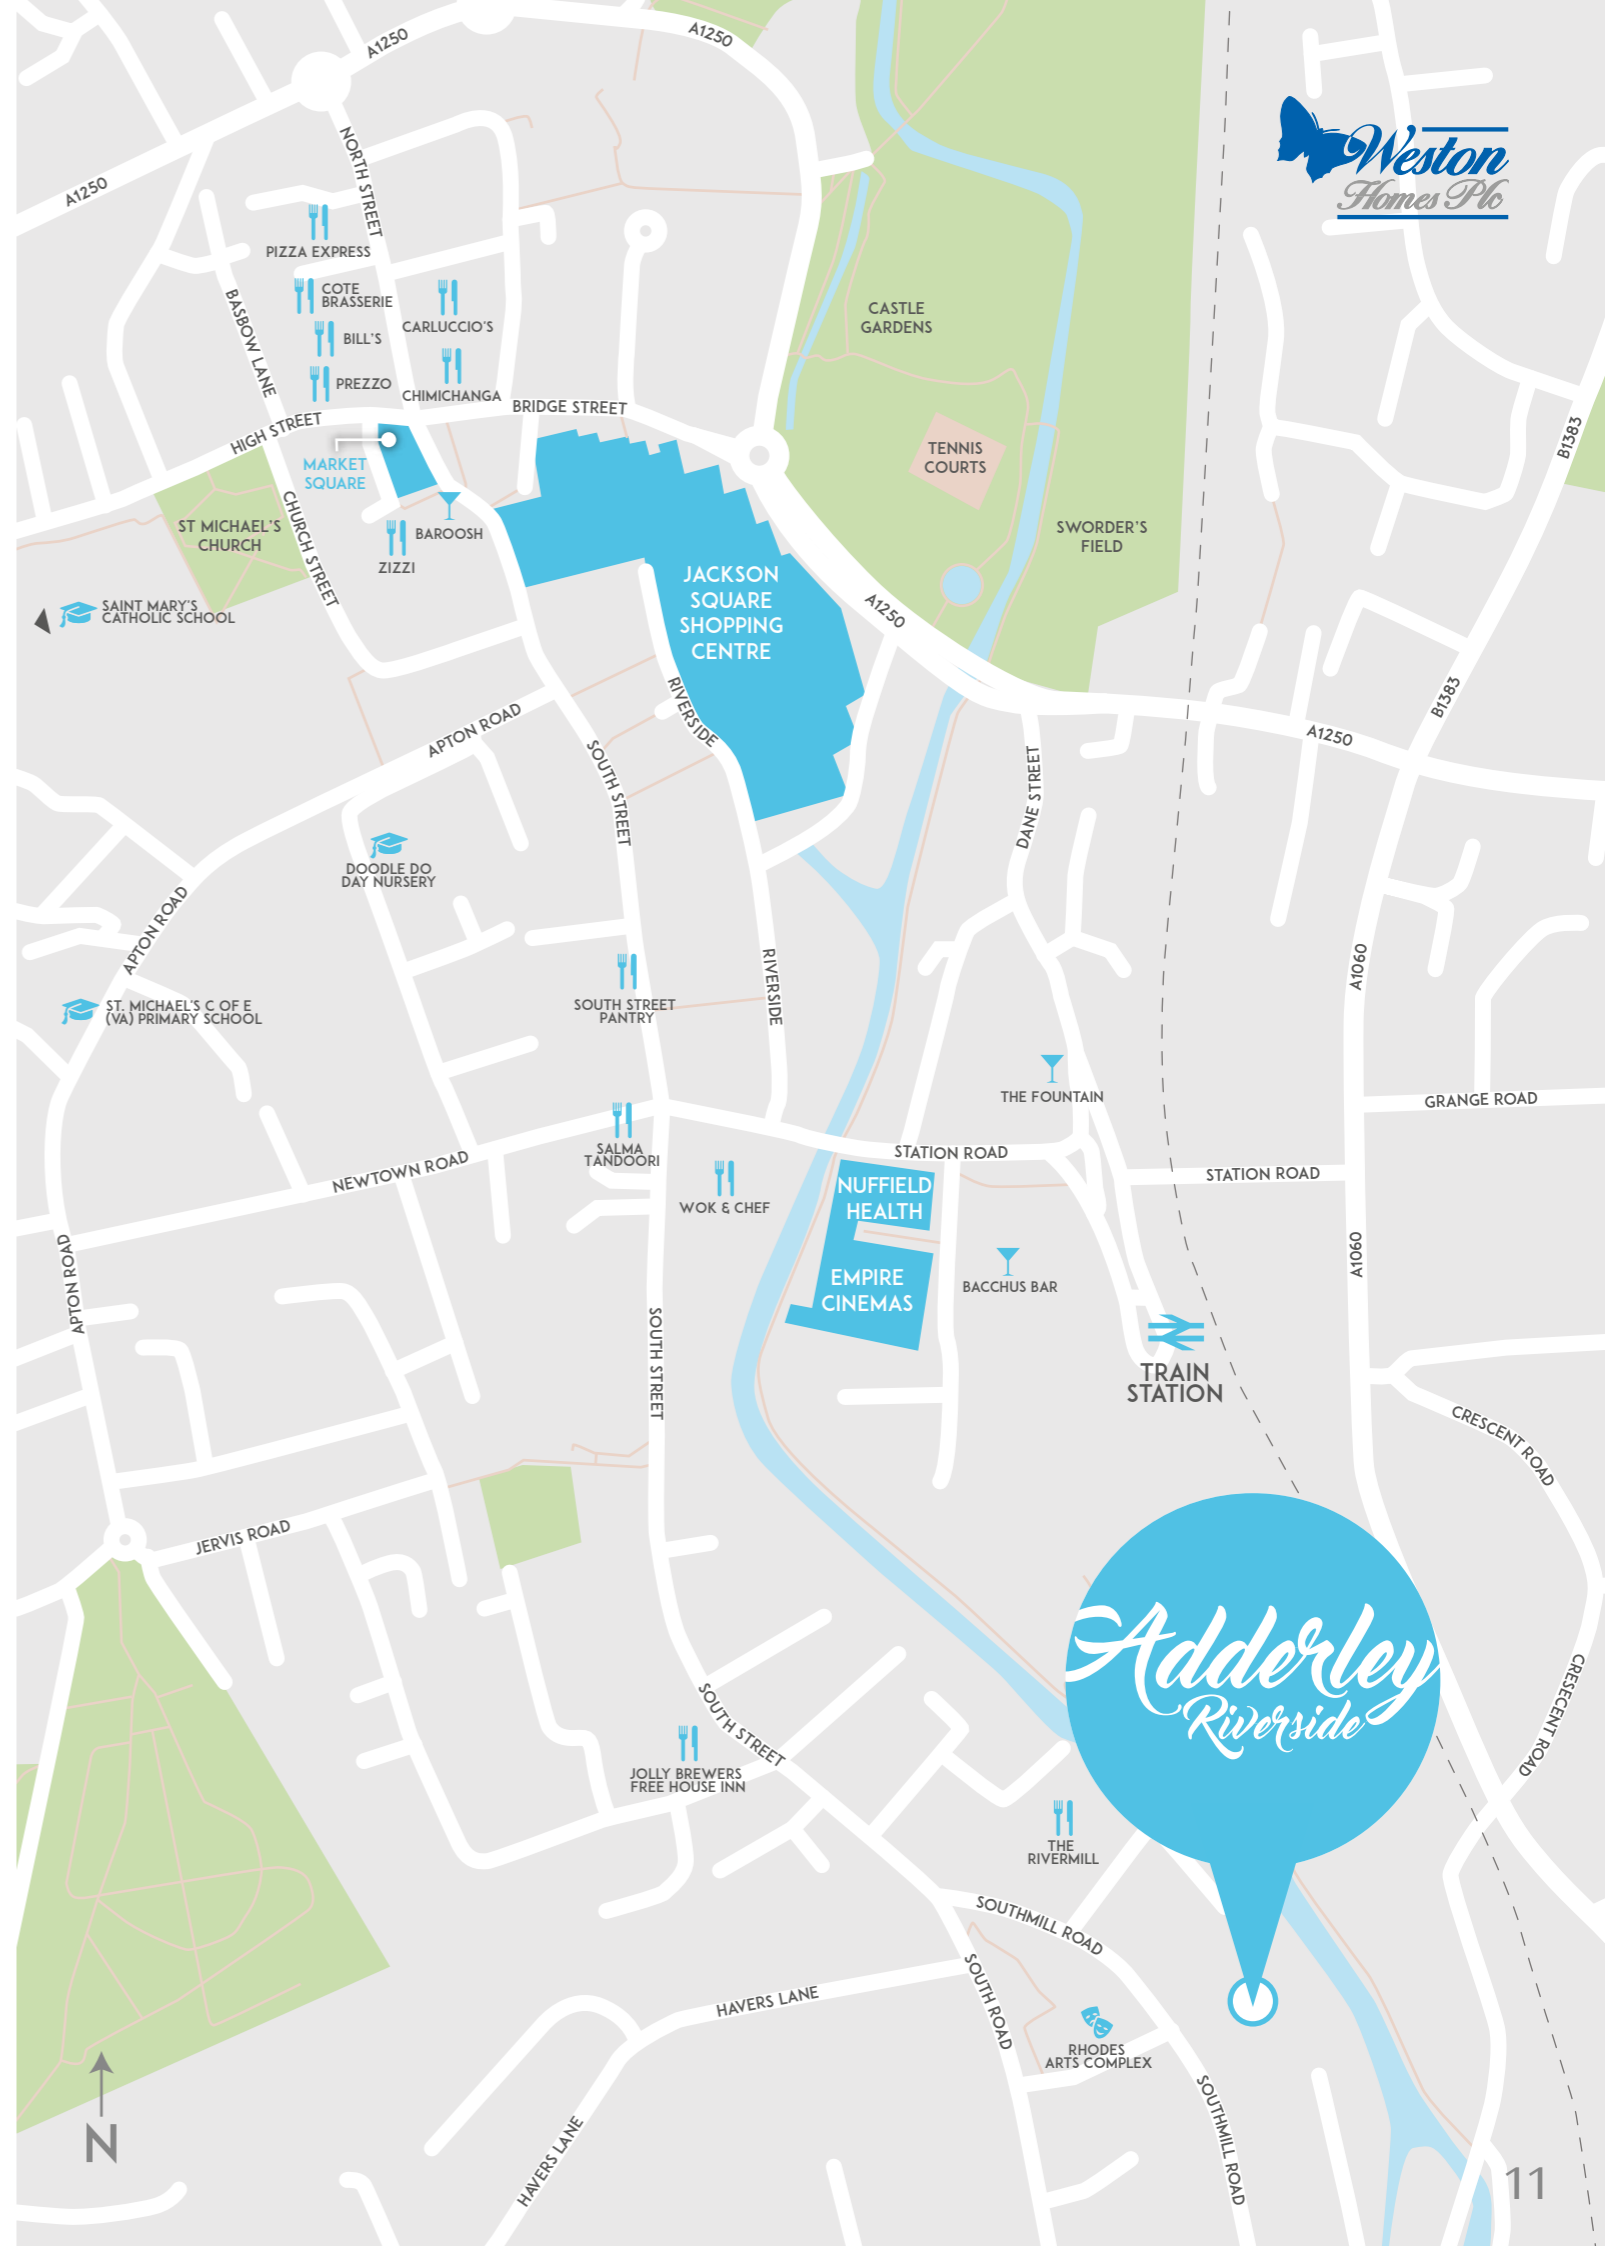 A1250
A1250
A1250
NORTH STREET
Weston
Homes Plc
PIZZA EXPRESS
COTE
BRASSERIE
BASBOW LANE
CARLUCCIO'S
BILL'S
PREZZO
CHIMICHANGA
CASTLE
GARDENS
HIGH STREET
BRIDGE STREET
MARKET
SQUARE
TENNIS
COURTS
B1383
ST MICHAEL'S
CHURCH
CHURCH STREET
BAROOSH
ZIZZI
SWORDER'S
FIELD
JACKSON
SQUARE
SHOPPING
CENTRE
A1250
SAINT MARY'S
CATHOLIC SCHOOL
RIVERSIDE
B1383
APTON ROAD
A1250
SOUTH STREET
DANE STREET
DOODLE DO
DAY NURSERY
APTON ROAD
RIVERSIDE
A1060
ST. MICHAEL'S C OF E
(VA) PRIMARY SCHOOL
SOUTH STREET
PANTRY
THE FOUNTAIN
GRANGE ROAD
SALMA
TANDOORI
STATION ROAD
STATION ROAD
NEWTOWN ROAD
WOK & CHEF
NUFFIELD
HEALTH
APTON ROAD
A1060
EMPIRE
CINEMAS
BACCHUS BAR
SOUTH STREET
TRAIN
STATION
CRESCENT ROAD
JERVIS ROAD
Adderley
Riverside
CRESECENT ROAD
SOUTH STREET
JOLLY BREWERS
FREE HOUSE INN
THE
RIVERMILL
SOUTHMILL ROAD
SOUTH ROAD
HAVERS LANE
RHODES
ARTS COMPLEX
SOUTHMILL ROAD
HAVERS LANE
N
11